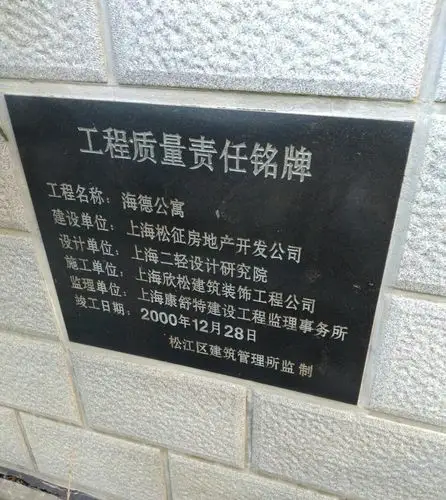 工程质量责任铭牌
工程名称：海德公寓
建设单位：上海松征房地产开发公司
设计单位：上海二轻设计研究院
施工单位：上海欣松建筑装饰工程公司
监理单位：上海康舒特建设工程监理事务所
竣工日期：2000年12月28日
松江区建筑管理所监制